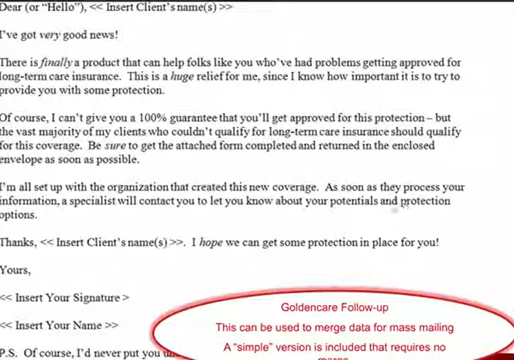 Dear (or “Hello”), << Insert Client’s name(s) >>
I’ve got very good news!
There is finally a product that can help folks like you who’ve had problems getting approved for
long-term care insurance. This is a huge relief for me, since I know how important it is to try to
provide you with some protection.
Of course, I can’t give you a 100% guarantee that you’ll get approved for this protection – but
the vast majority of my clients who couldn’t qualify for long-term care insurance should qualify
for this coverage. Be sure to get the attached form completed and returned in the enclosed
envelope as soon as possible.
I’m all set up with the organization that created this new coverage. As soon as they process your
information, a specialist will contact you to let you know about your potentials and protection
options.
Thanks, << Insert Client’s name(s) >>. I hope we can get some protection in place for you!
Yours,
<< Insert Your Signature >
<< Insert Your Name >>
P.S. Of course, I’d never put you
Goldencare Follow-up
This can be used to merge data for mass mailing
A “simple” version is included that requires no
merge